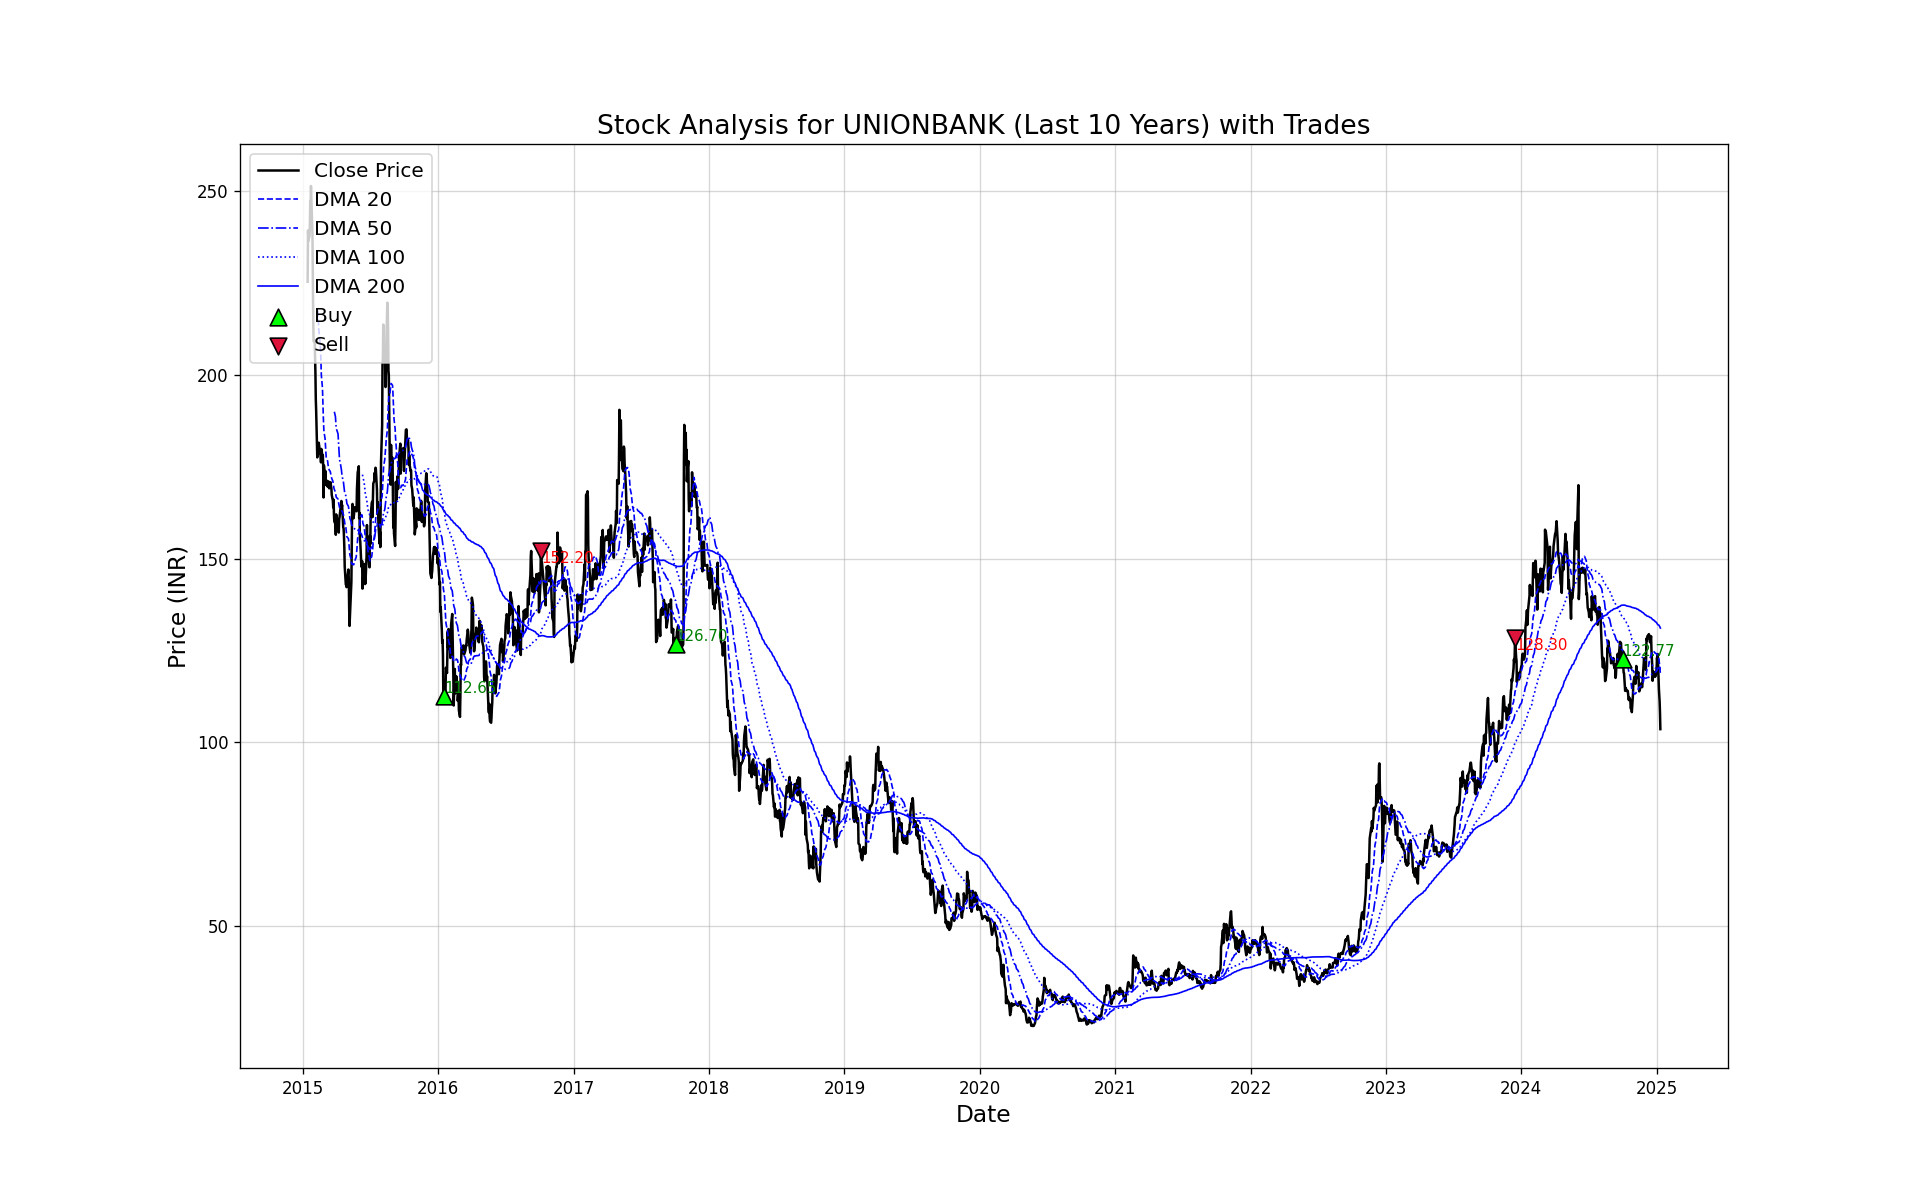 Stock Analysis for UNIONBANK (Last 10 Years) with Trades
Close Price
DMA 20
DMA 50
DMA 100
DMA 200
Buy
Sell
Price (INR)
250
200
150
100
50
152.20
126.70
128.30
122.77
2015
2016
2017
2018
2019
2020
2021
2022
2023
2024
2025
Date